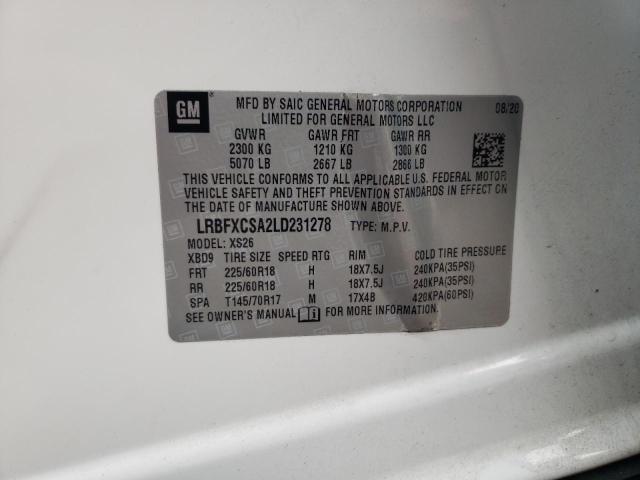 GM
MFD BY SAIC GENERAL MOTORS CORPORATION 08/20
LIMITED FOR GENERAL MOTORS LLC
GVWR GAWR FRT GAWR RR
2300 KG 1210 KG 1300 KG
5070 LB 2667 LB 2866 LB
THIS VEHICLE CONFORMS TO ALL APPLICABLE U.S. FEDERAL MOTOR
VEHICLE SAFETY AND THEFT PREVENTION STANDARDS IN EFFECT ON
THE DATE OF MANUFACTURE SHOWN ABOVE.
LRBFXCSA2LD231278 TYPE: M.P.V.
MODEL: XS26
XBD9 TIRE SIZE SPEED RTG RIM COLD TIRE PRESSURE
FRT 225/60R18 H 18X7.5J 240KPA(35PSI)
RR 225/60R18 H 18X7.5J 240KPA(35PSI)
SPA T145/70R17 M 17X4B 420KPA(60PSI)
SEE OWNER'S MANUAL FOR MORE INFORMATION.